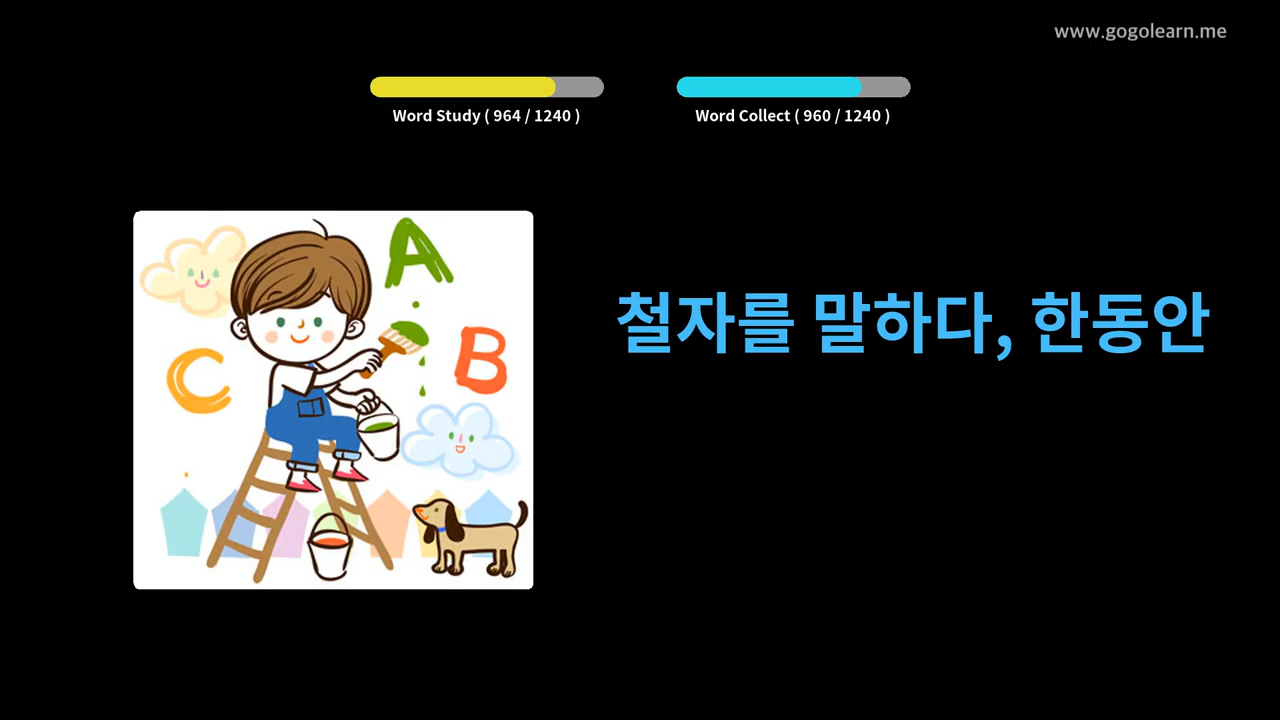 www.gogolearn.me
Word Study ( 964 / 1240 )
Word Collect ( 960 / 1240 )
A
B
C
철자를 말하다, 한동안